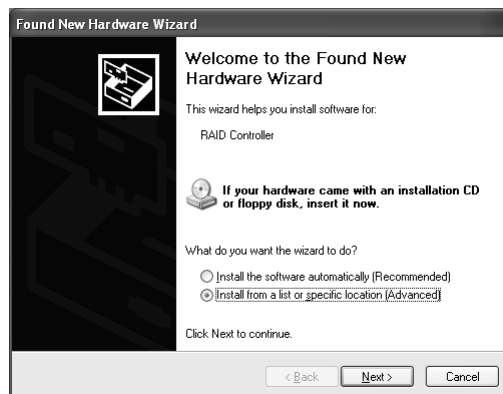 Found New Hardware Wizard
Welcome to the Found New
Hardware Wizard
This wizard helps you install software for:
RAID Controller
If your hardware came with an installation CD
or floppy disk, insert it now.
What do you want the wizard to do?
Install the software automatically (Recommended)
Install from a list or specific location (Advanced)
Click Next to continue.
< Back
Next >
Cancel